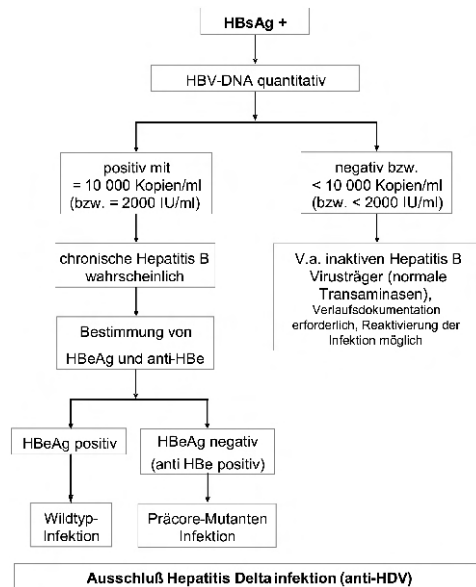 HBsAg +
HBV-DNA quantitativ
positiv mit
= 10 000 Kopien/ml
(bzw. = 2000 IU/ml)
negativ bzw.
< 10 000 Kopien/ml
(bzw. < 2000 IU/ml)
chronische Hepatitis B
wahrscheinlich
V.a. inaktiven Hepatitis B
Virusträger (normale
Transaminasen),
Verlaufsdokumentation
erforderlich, Reaktivierung der
Infektion möglich
Bestimmung von
HBeAg und anti-HBe
HBeAg positiv
HBeAg negativ
(anti HBe positiv)
Wildtyp-
Infektion
Präcore-Mutanten
Infektion
Ausschluß Hepatitis Delta infektion (anti-HDV)